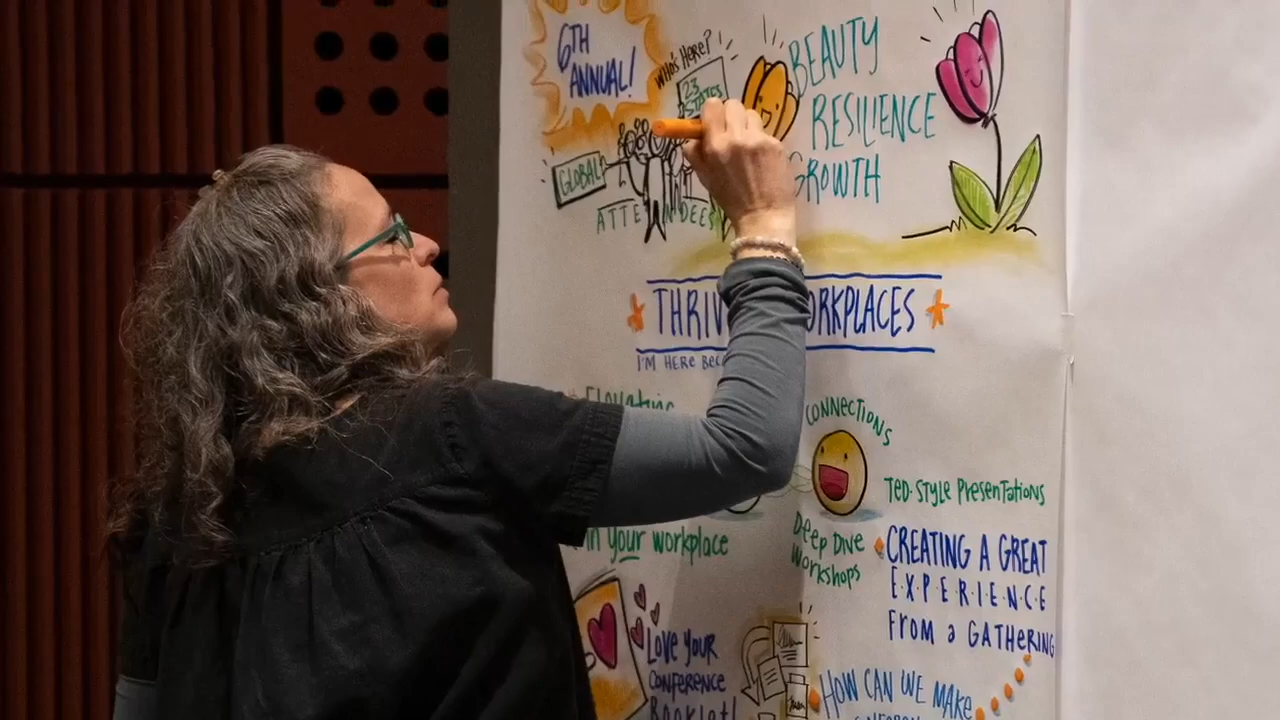 6TH
ANNUAL!
WHO'S HERE?
23
STATES
GLOBAL
ATTENDEES
BEAUTY
RESILIENCE
GROWTH
THRIV
ORKPLACES
I'M HERE BEC
ELEVATING
in your workplace
CONNECTIONS
TED-STYLE PRESENTATIONS
Deep Dive
Workshops
CREATING A GREAT
E·X·P·E·R·I·E·N·C·E
FROM a GATHERING
LOVE YOUR
CONFERENCE
Booklet!
HOW CAN WE MAKE